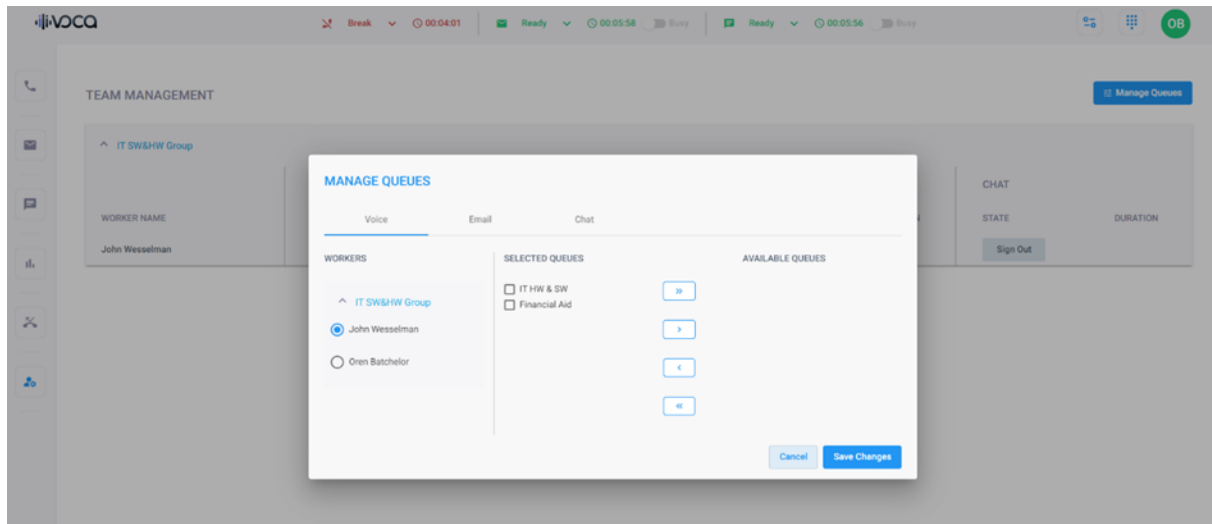 VOCA Break 00:04:01 Ready 00:05:58 Busy Ready 00:05:56 Busy OB
TEAM MANAGEMENT Manage Queues
IT SW&HW Group
MANAGE QUEUES
CHAT
Voice Email Chat
WORKER NAME N STATE DURATION
John Wesselman Sign Out
WORKERS SELECTED QUEUES AVAILABLE QUEUES
IT HW & SW
IT SW&HW Group Financial Aid
John Wesselman
Oren Batchelor
Cancel Save Changes